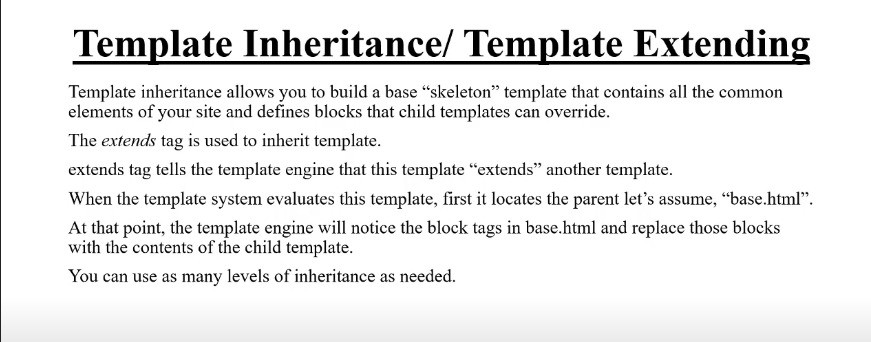 Template Inheritance/ Template Extending
Template inheritance allows you to build a base “skeleton” template that contains all the common
elements of your site and defines blocks that child templates can override.
The extends tag is used to inherit template.
extends tag tells the template engine that this template “extends” another template.
When the template system evaluates this template, first it locates the parent let’s assume, “base.html”.
At that point, the template engine will notice the block tags in base.html and replace those blocks
with the contents of the child template.
You can use as many levels of inheritance as needed.